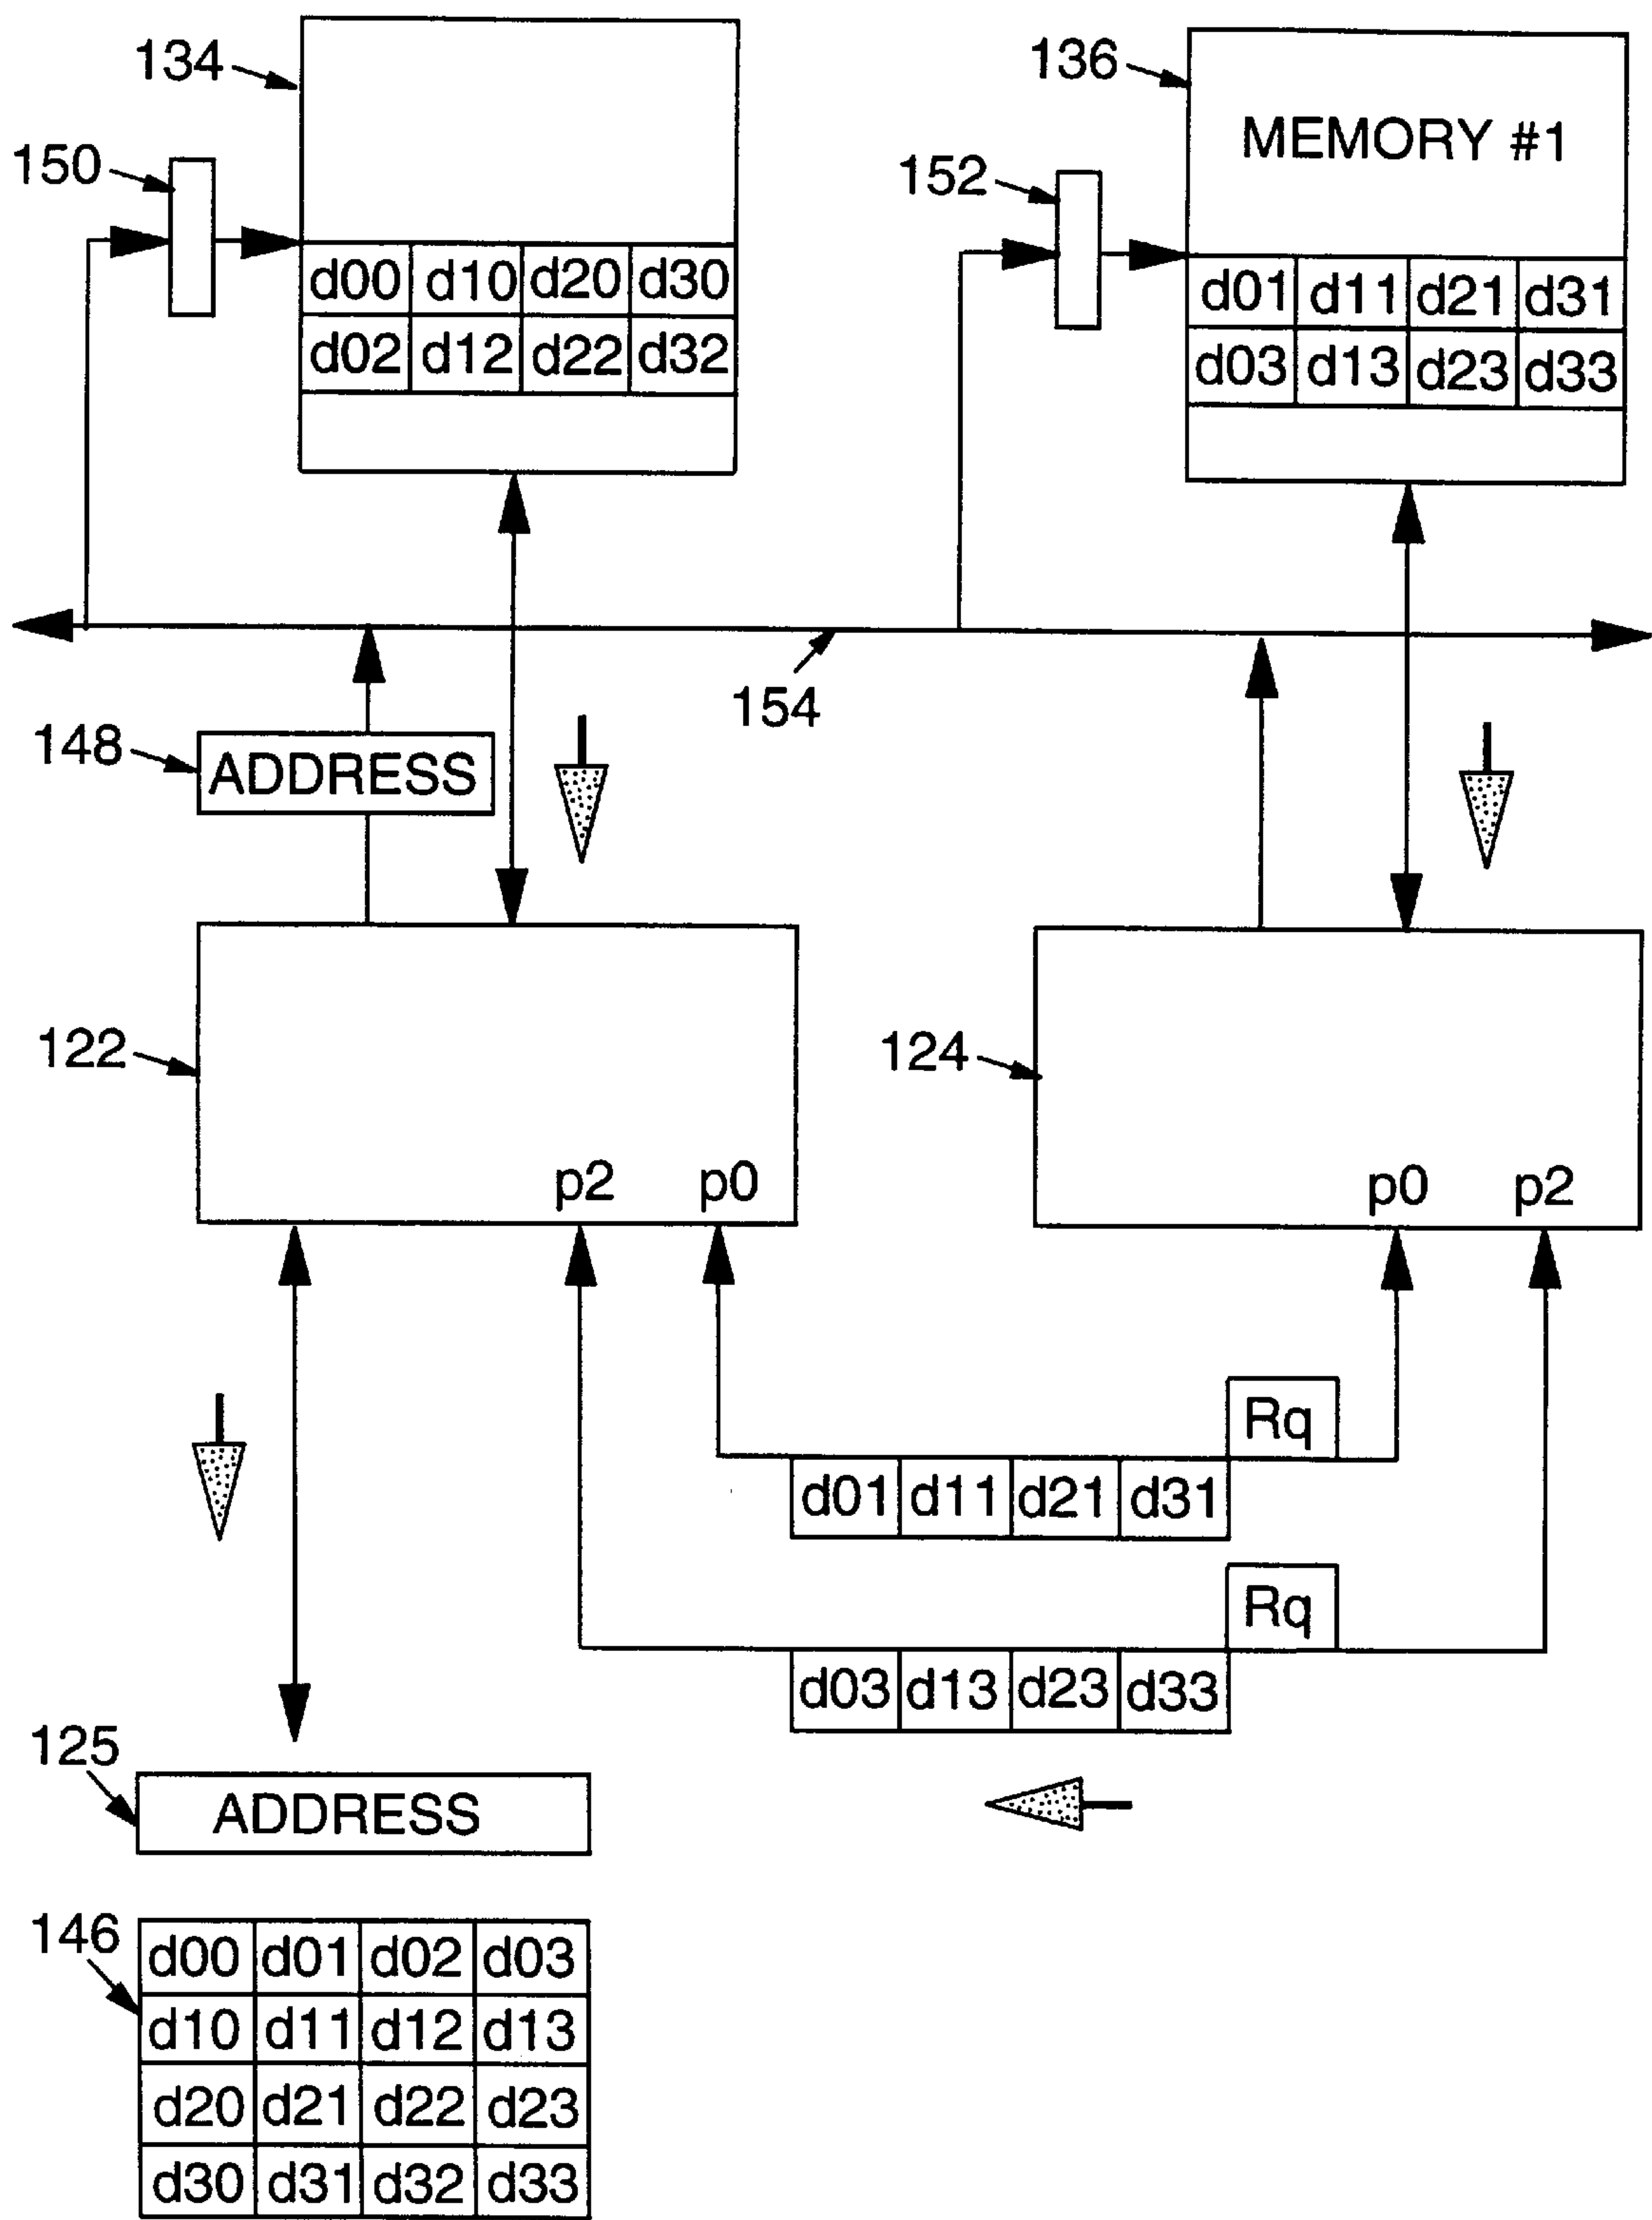 134
136
MEMORY #1
150
152
d00 d10 d20 d30
d01 d11 d21 d31
d02 d12 d22 d32
d03 d13 d23 d33
154
148
ADDRESS
122
124
p2 p0
p0 p2
Rq
d01 d11 d21 d31
Rq
d03 d13 d23 d33
125
ADDRESS
146
d00 d01 d02 d03
d10 d11 d12 d13
d20 d21 d22 d23
d30 d31 d32 d33